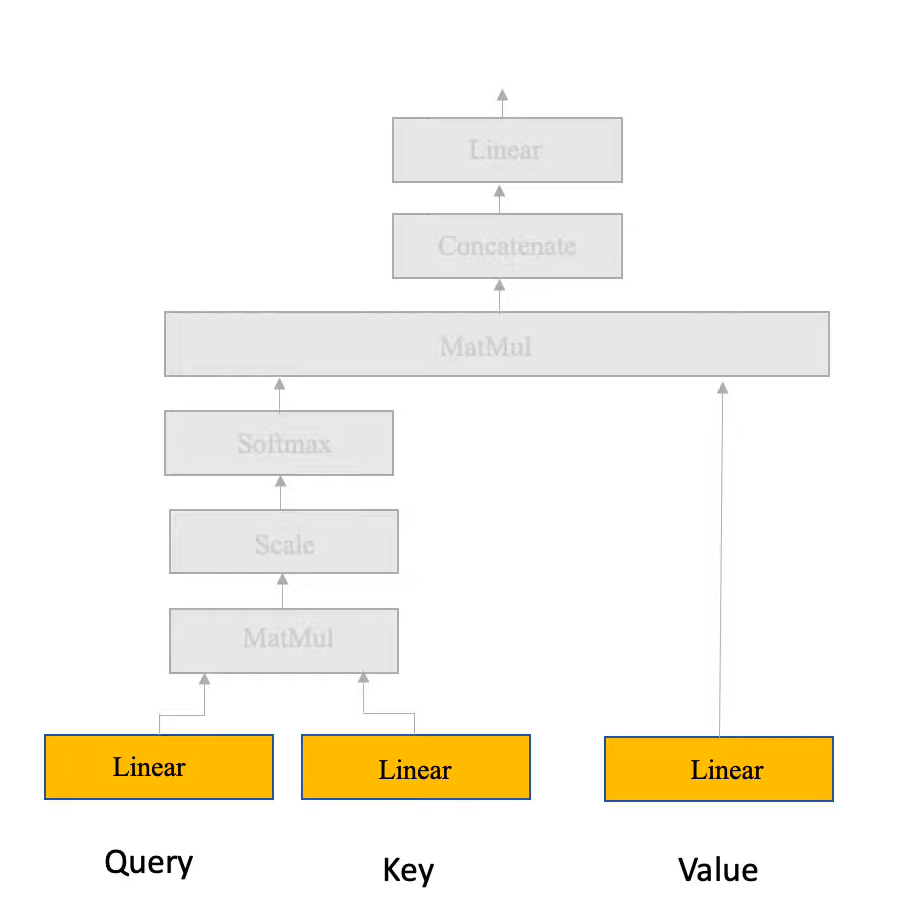 Linear
Concatenate
MatMul
Softmax
Scale
MatMul
Linear Linear Linear
Query Key Value